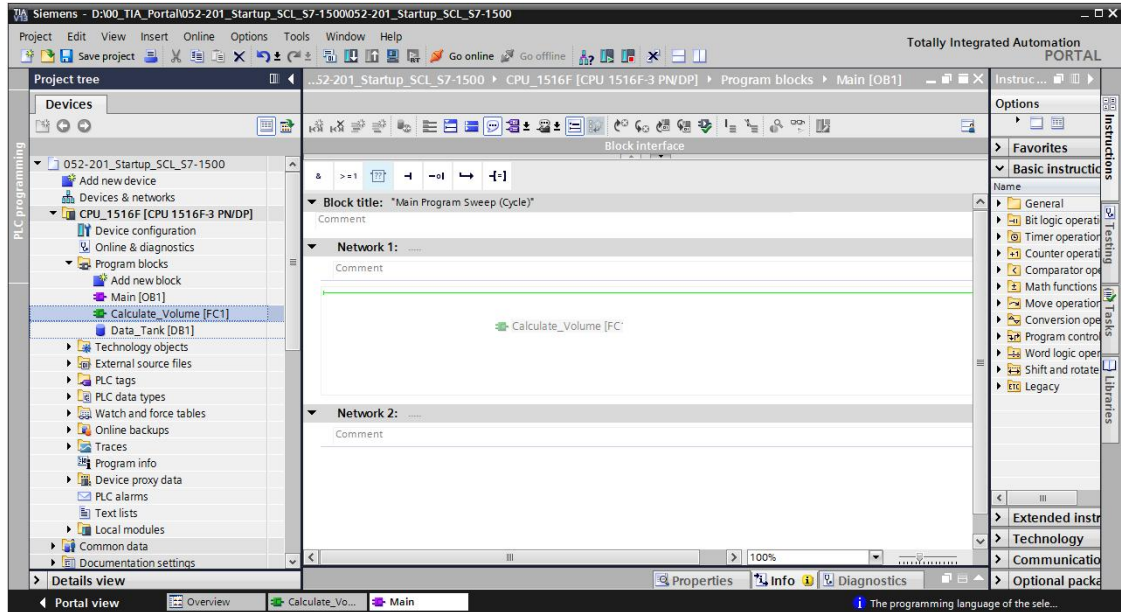 Siemens - D:\00_TIA_Portal\052-201_Startup_SCL_S7-1500\052-201_Startup_SCL_S7-1500
Project Edit View Insert Online Options Tools Window Help
Totally Integrated Automation
PORTAL
Save project
Go online
Go offline
Project tree
...52-201_Startup_SCL_S7-1500 CPU_1516F [CPU 1516F-3 PN/DP] Program blocks Main [OB1]
Instruc...
Devices
Options
PLC programming
Block interface
Favorites
Basic instructic
Name
052-201_Startup_SCL_S7-1500
Add new device
Devices & networks
CPU_1516F [CPU 1516F-3 PN/DP]
Device configuration
Online & diagnostics
Program blocks
Add new block
Main [OB1]
Calculate_Volume [FC1]
Data_Tank [DB1]
Technology objects
External source files
PLC tags
PLC data types
Watch and force tables
Online backups
Traces
Program info
Device proxy data
PLC alarms
Text lists
Local modules
Common data
Documentation settings
Details view
& >=1 ??
Block title: "Main Program Sweep (Cycle)"
Comment
Network 1: .....
Comment
Calculate_Volume [FC
Network 2: .....
Comment
100%
Properties
Info
Diagnostics
General
Bit logic operati
Timer operation
Counter operati
Comparator ope
Math functions
Move operation
Conversion ope
Program control
Word logic oper
Shift and rotate
Legacy
Extended instr
Technology
Communicatio
Optional packa
Instructions
Testing
Tasks
Libraries
Portal view
Overview
Calculate_Vo...
Main
The programming language of the sele...